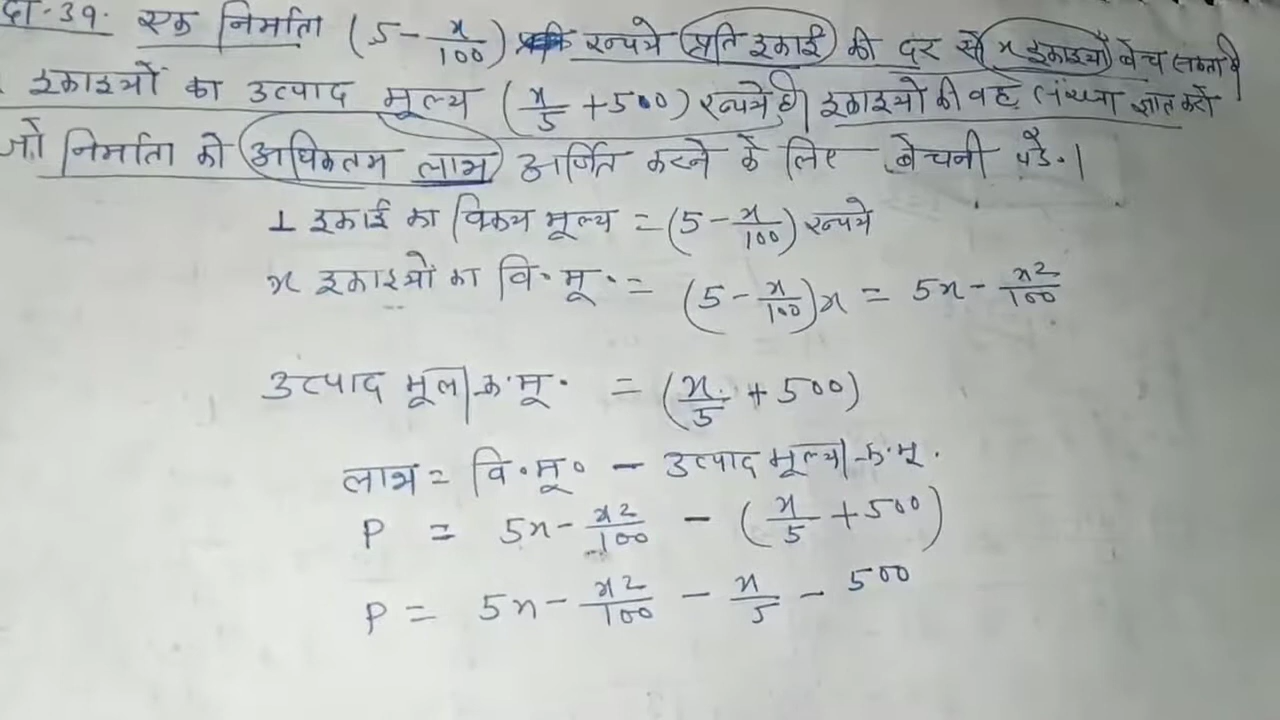 दा.39. एक निर्माता (5 - x/100) रूपये प्रति इकाई की दर से x इकाइयाँ बेच सकता है
इकाइयों का उत्पाद मूल्य (x/5 + 500) रूपये है। इकाइयों की वह संख्या ज्ञात करो
जो निर्माता को अधिकतम लाभ अर्जित करने के लिए बेचनी पड़े।
1 इकाई का विक्रय मूल्य = (5 - x/100) रूपये
x इकाइयों का वि.मू. = (5 - x/100)x = 5x - x²/100
उत्पाद मूल/क.मू. = (x/5 + 500)
लाभ = वि.मू. - उत्पाद मूल्य/क.मू.
P = 5x - x²/100 - (x/5 + 500)
P = 5x - x²/100 - x/5 - 500